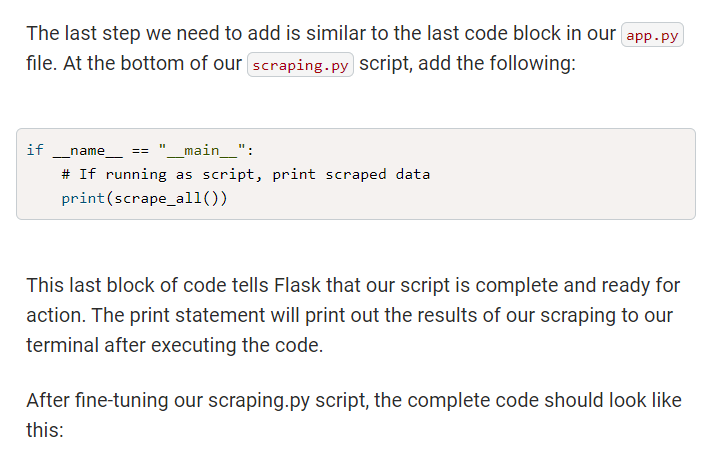 The last step we need to add is similar to the last code block in our app.py
file. At the bottom of our scraping.py script, add the following:
if __name__ == "__main__":
    # If running as script, print scraped data
    print(scrape_all())
This last block of code tells Flask that our script is complete and ready for
action. The print statement will print out the results of our scraping to our
terminal after executing the code.
After fine-tuning our scraping.py script, the complete code should look like
this: